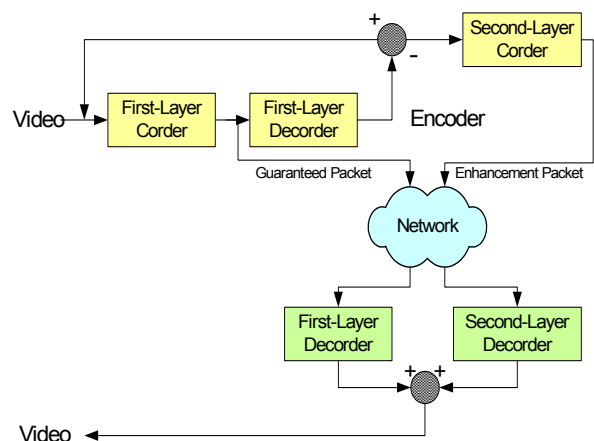 +
-
Second-Layer
Corder
Video
First-Layer
Corder
First-Layer
Decorder
Encoder
Guaranteed Packet
Enhancement Packet
Network
First-Layer
Decorder
Second-Layer
Decorder
+ +
Video